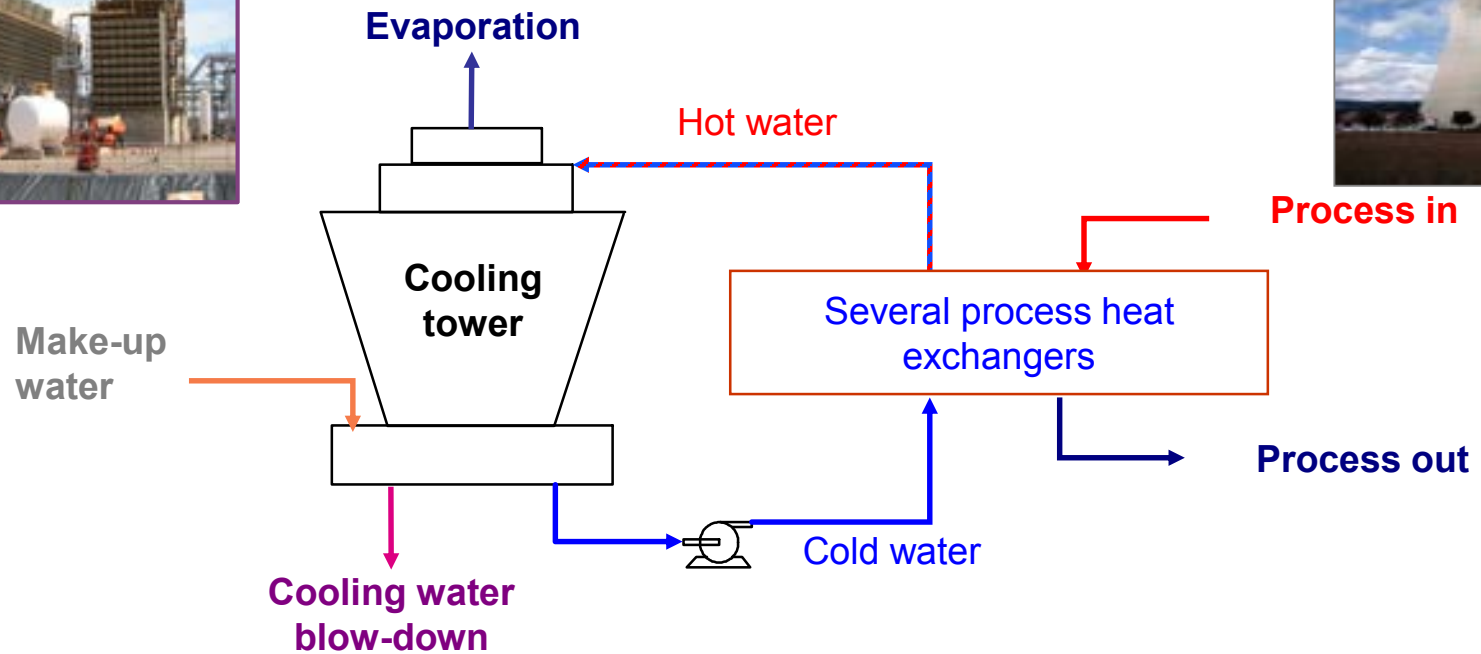 Evaporation
Hot water
Process in
Cooling
tower
Several process heat
exchangers
Make-up
water
Process out
Cold water
Cooling water
blow-down